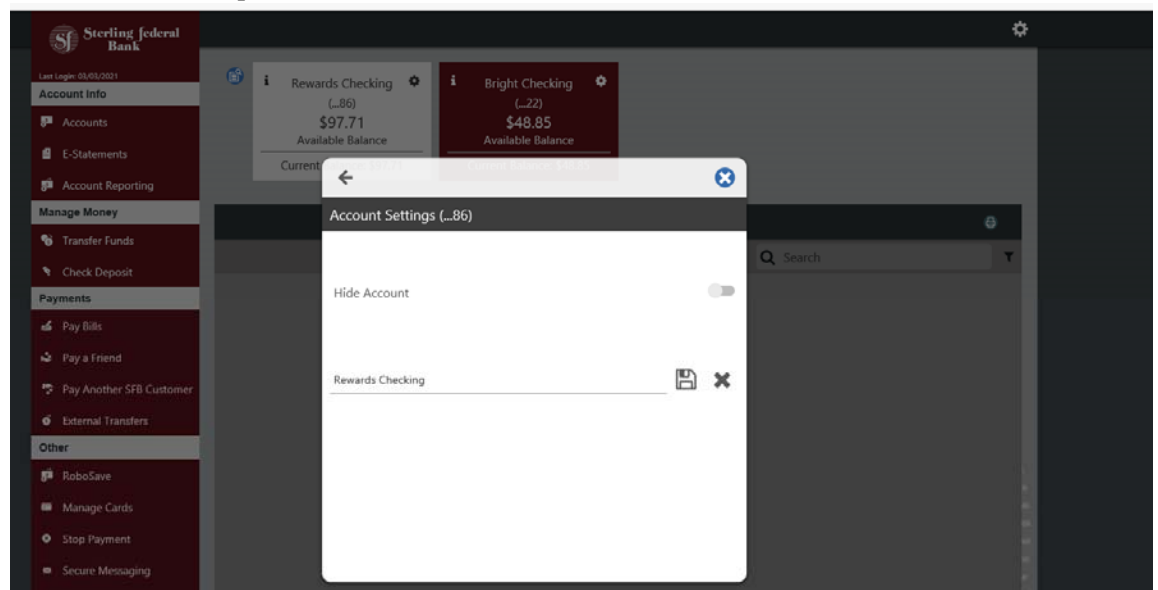 Sterling federal
Bank
Last Login: 03/03/2021
Account Info
Accounts
E-Statements
Account Reporting
Manage Money
Transfer Funds
Check Deposit
Payments
Pay Bills
Pay a Friend
Pay Another SFB Customer
External Transfers
Other
RoboSave
Manage Cards
Stop Payment
Secure Messaging
Rewards Checking
(...86)
$97.71
Available Balance
Current
Bright Checking
(...22)
$48.85
Available Balance
Account Settings (...86)
Search
Hide Account
Rewards Checking